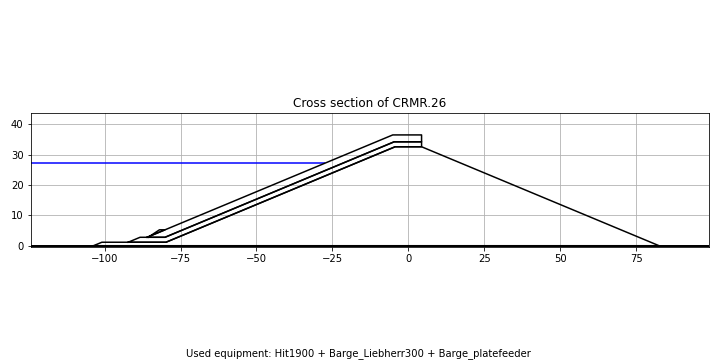 Cross section of CRMR.26
40
30
20
10
0
−100 −75 −50 −25 0 25 50 75
Used equipment: Hit1900 + Barge_Liebherr300 + Barge_platefeeder